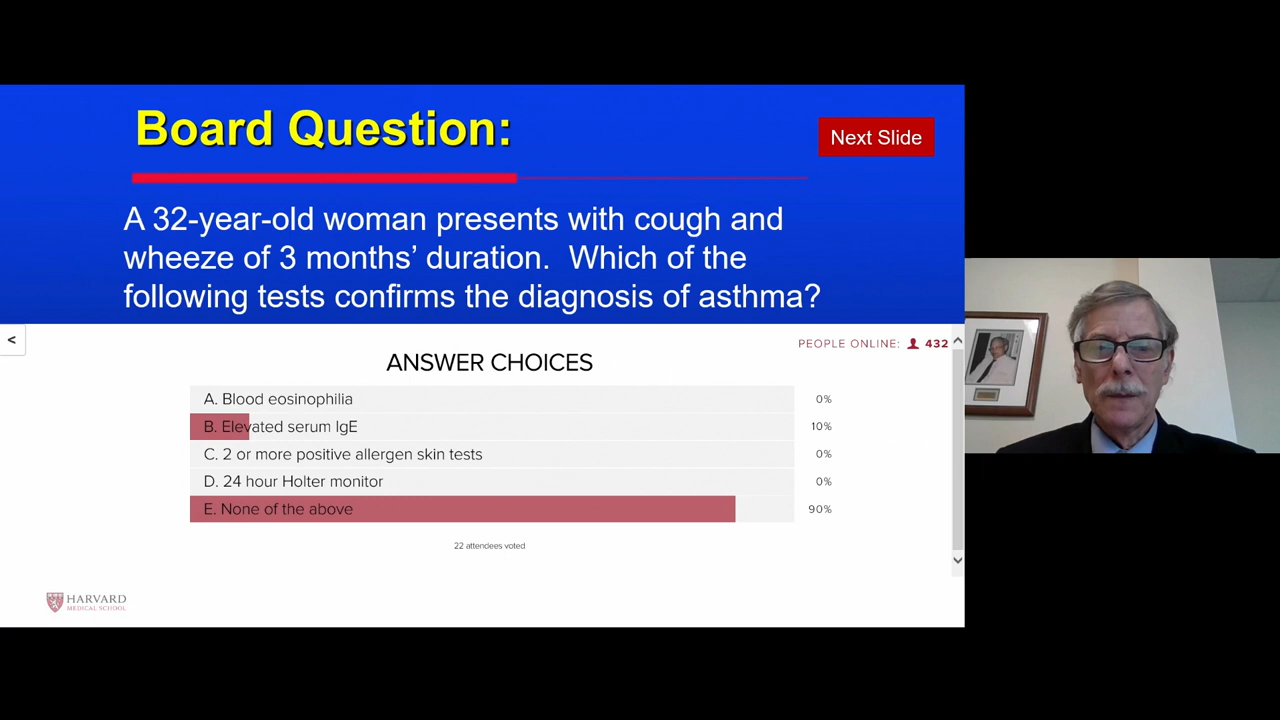 Board Question:
Next Slide
A 32-year-old woman presents with cough and
wheeze of 3 months’ duration.  Which of the
following tests confirms the diagnosis of asthma?
<
PEOPLE ONLINE: 432
ANSWER CHOICES
A. Blood eosinophilia 0%
B. Elevated serum IgE 10%
C. 2 or more positive allergen skin tests 0%
D. 24 hour Holter monitor 0%
E. None of the above 90%
22 attendees voted
HARVARD
MEDICAL SCHOOL